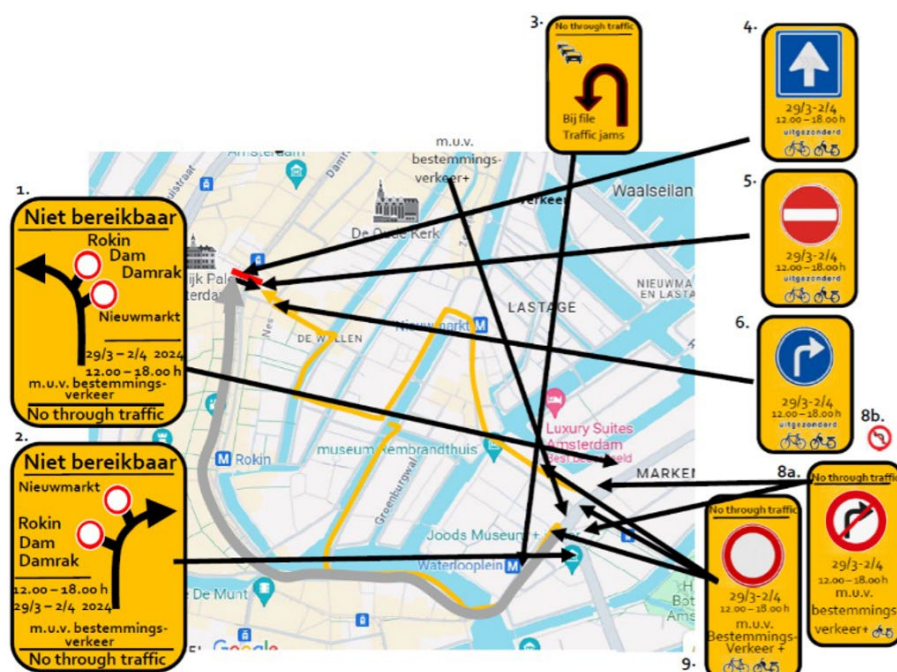 3.
No through traffic
Bij file
Traffic jams
4.
29/3-2/4
12.00-18.00 h
uitgezonderd
m.u.v.
bestemmings-
verkeer+
1.
Niet bereikbaar
Rokin
Dam
Damrak
Nieuwmarkt
29/3 – 2/4 2024
12.00 – 18.00 h
m.u.v. bestemmings-
verkeer
No through traffic
2.
Niet bereikbaar
Nieuwmarkt
Rokin
Dam
Damrak
12.00 – 18.00 h
29/3 – 2/4 2024
m.u.v. bestemmings-
verkeer
No through traffic
5.
29/3-2/4
12.00-18.00 h
uitgezonderd
6.
29/3-2/4
12.00-18.00 h
uitgezonderd
8b.
8a.
No through traffic
29/3-2/4
12.00-18.00 h
m.u.v.
bestemmings-
verkeer+
9.
No through traffic
29/3-2/4
12.00-18.00 h
m.u.v.
Bestemmings-
Verkeer +
Amsterdam
Waalseilan
verkeer
De Oude Kerk
LASTAGE
NIEUWMA
EN LASTA
DE WALLEN
Nes
Nieuwmarkt
Luxury Suites
Amsterdam
museum Rembrandthuis
Rokin
Groenburgwal
MARKEN
Joods Museum
Waterlooplein
De Munt
Google